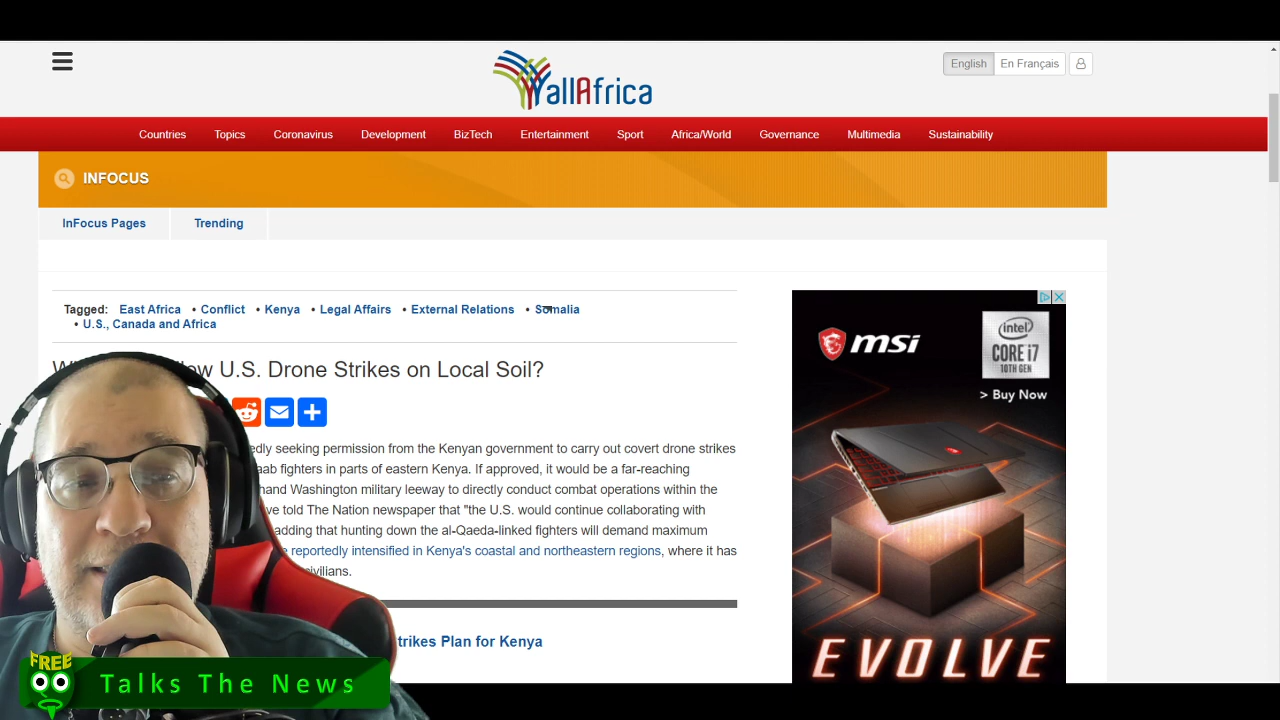 allAfrica
English
En Français
Countries
Topics
Coronavirus
Development
BizTech
Entertainment
Sport
Africa/World
Governance
Multimedia
Sustainability
INFOCUS
InFocus Pages
Trending
Tagged: East Africa • Conflict • Kenya • Legal Affairs • External Relations • Somalia
• U.S., Canada and Africa
U.S. Drone Strikes on Local Soil?
seeking permission from the Kenyan government to carry out covert drone strikes
fighters in parts of eastern Kenya. If approved, it would be a far-reaching
hand Washington military leeway to directly conduct combat operations within the
told The Nation newspaper that "the U.S. would continue collaborating with
adding that hunting down the al-Qaeda-linked fighters will demand maximum
reportedly intensified in Kenya's coastal and northeastern regions, where it has
civilians.
Plan for Kenya
msi
intel
CORE i7
10TH GEN
> Buy Now
EVOLVE
FREE
Talks The News